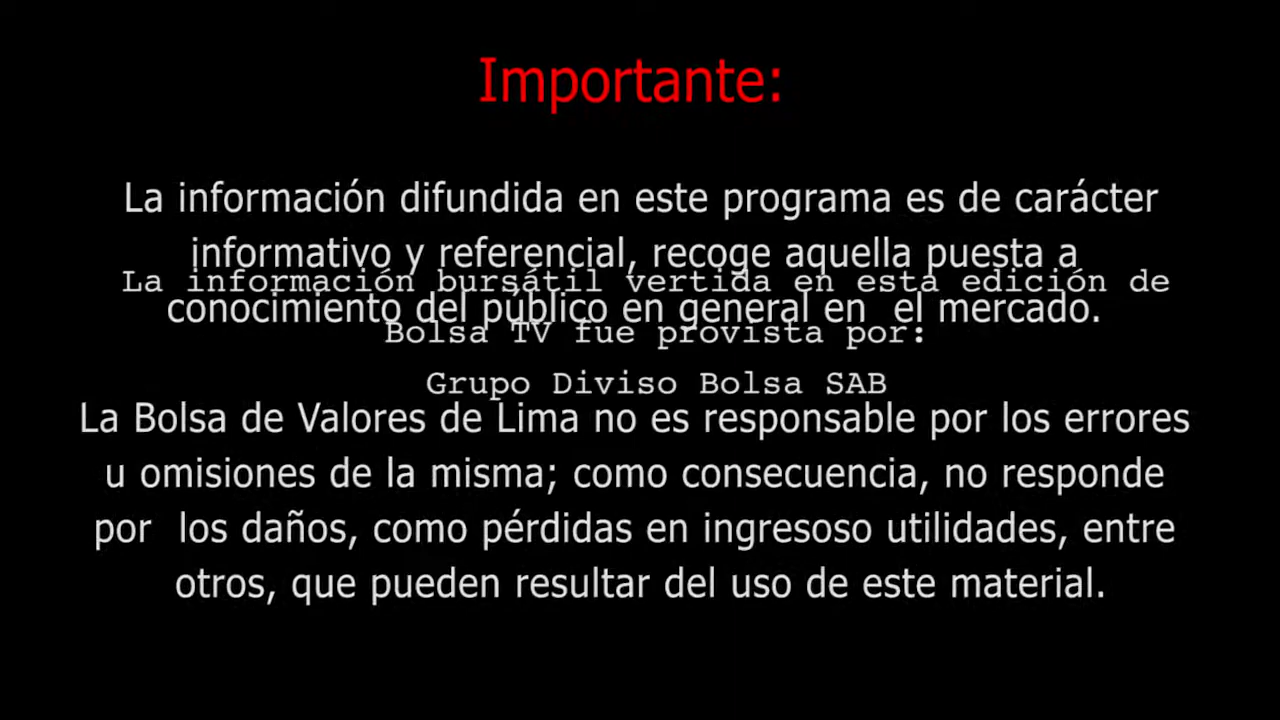 Importante:
La información difundida en este programa es de carácter
informativo y referencial, recoge aquella puesta a
La información bursátil vertida en esta edición de
conocimiento del público en general en  el mercado.
Bolsa TV fue provista por:
Grupo Diviso Bolsa SAB
La Bolsa de Valores de Lima no es responsable por los errores
u omisiones de la misma; como consecuencia, no responde
por  los daños, como pérdidas en ingresoso utilidades, entre
otros, que pueden resultar del uso de este material.